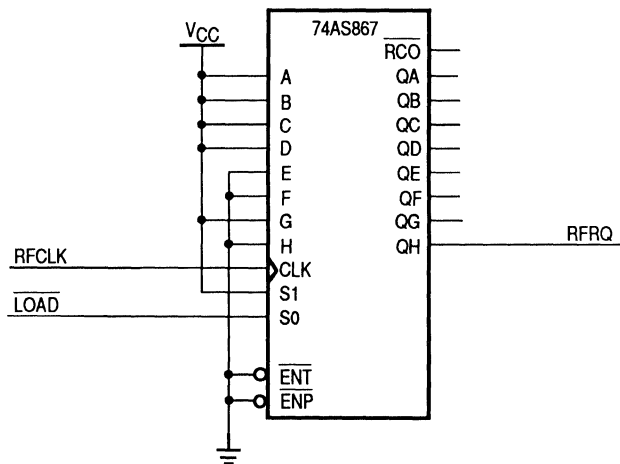 74AS867
VCC
RCO
A QA
B QB
C QC
D QD
E QE
F QF
G QG
H QH RFRQ
RFCLK CLK
S1
LOAD S0
ENT
ENP